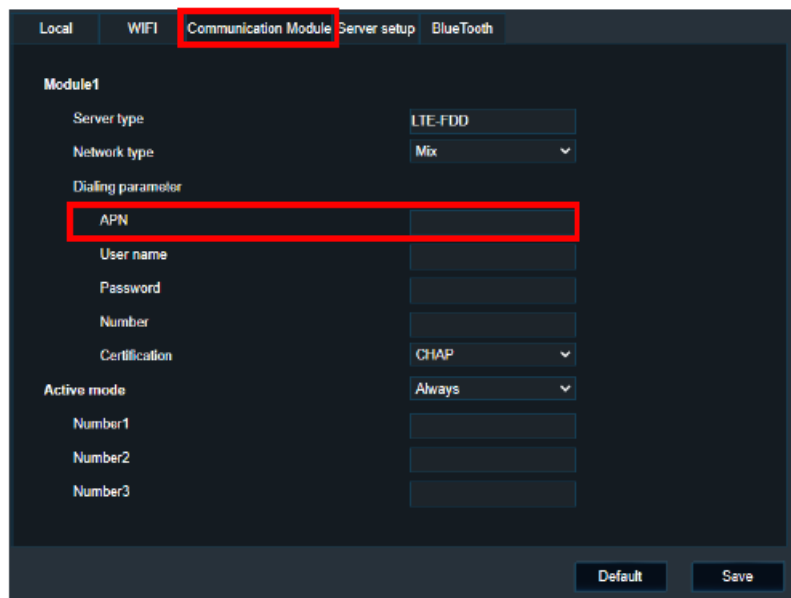 Local WIFI Communication Module Server setup BlueTooth
Module1
Server type LTE-FDD
Network type Mix
Dialing parameter
APN
User name
Password
Number
Certification CHAP
Active mode Always
Number1
Number2
Number3
Default Save